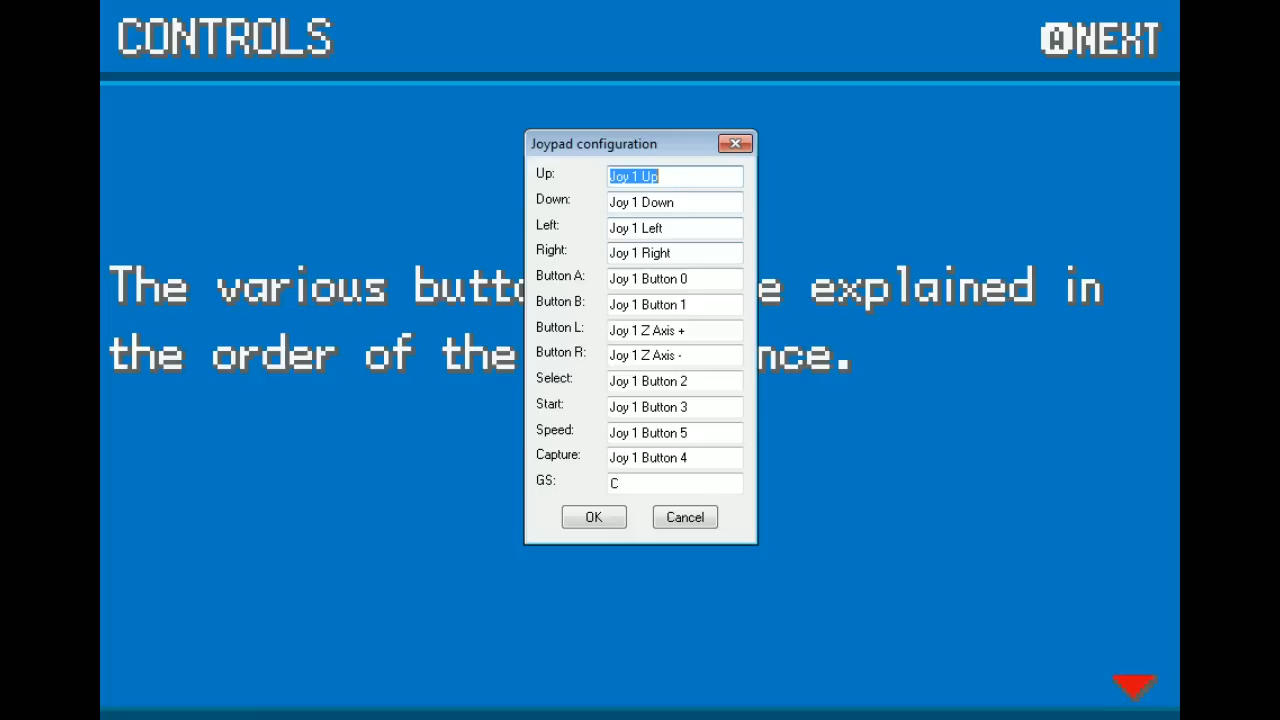 CONTROLS
A NEXT
Joypad configuration
Up: Joy 1 Up
Down: Joy 1 Down
Left: Joy 1 Left
Right: Joy 1 Right
Button A: Joy 1 Button 0
Button B: Joy 1 Button 1
Button L: Joy 1 Z Axis +
Button R: Joy 1 Z Axis -
Select: Joy 1 Button 2
Start: Joy 1 Button 3
Speed: Joy 1 Button 5
Capture: Joy 1 Button 4
GS: C
OK Cancel
The various explained in
the order of the